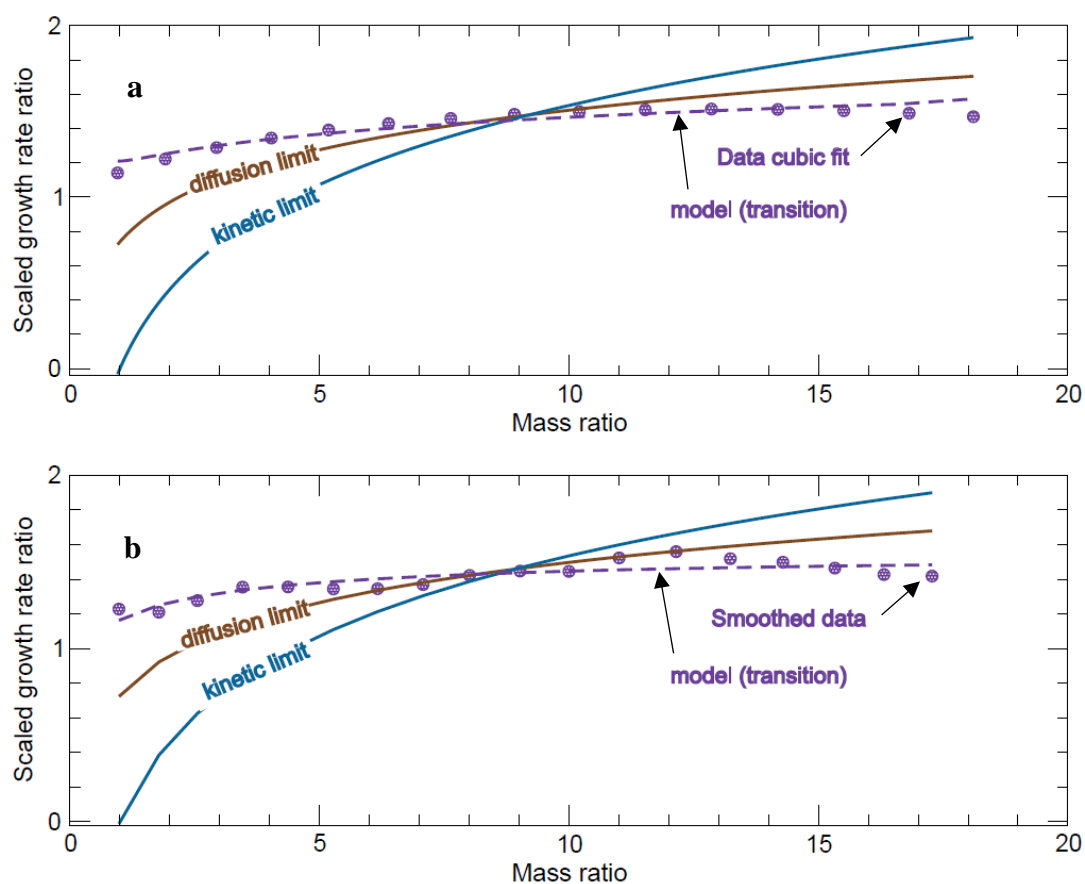 2
a
Data cubic fit
diffusion limit
model (transition)
1
kinetic limit
Scaled growth rate ratio
0
0 5 10 15 20
Mass ratio
2
b
diffusion limit
Smoothed data
1
kinetic limit
model (transition)
Scaled growth rate ratio
0
0 5 10 15 20
Mass ratio